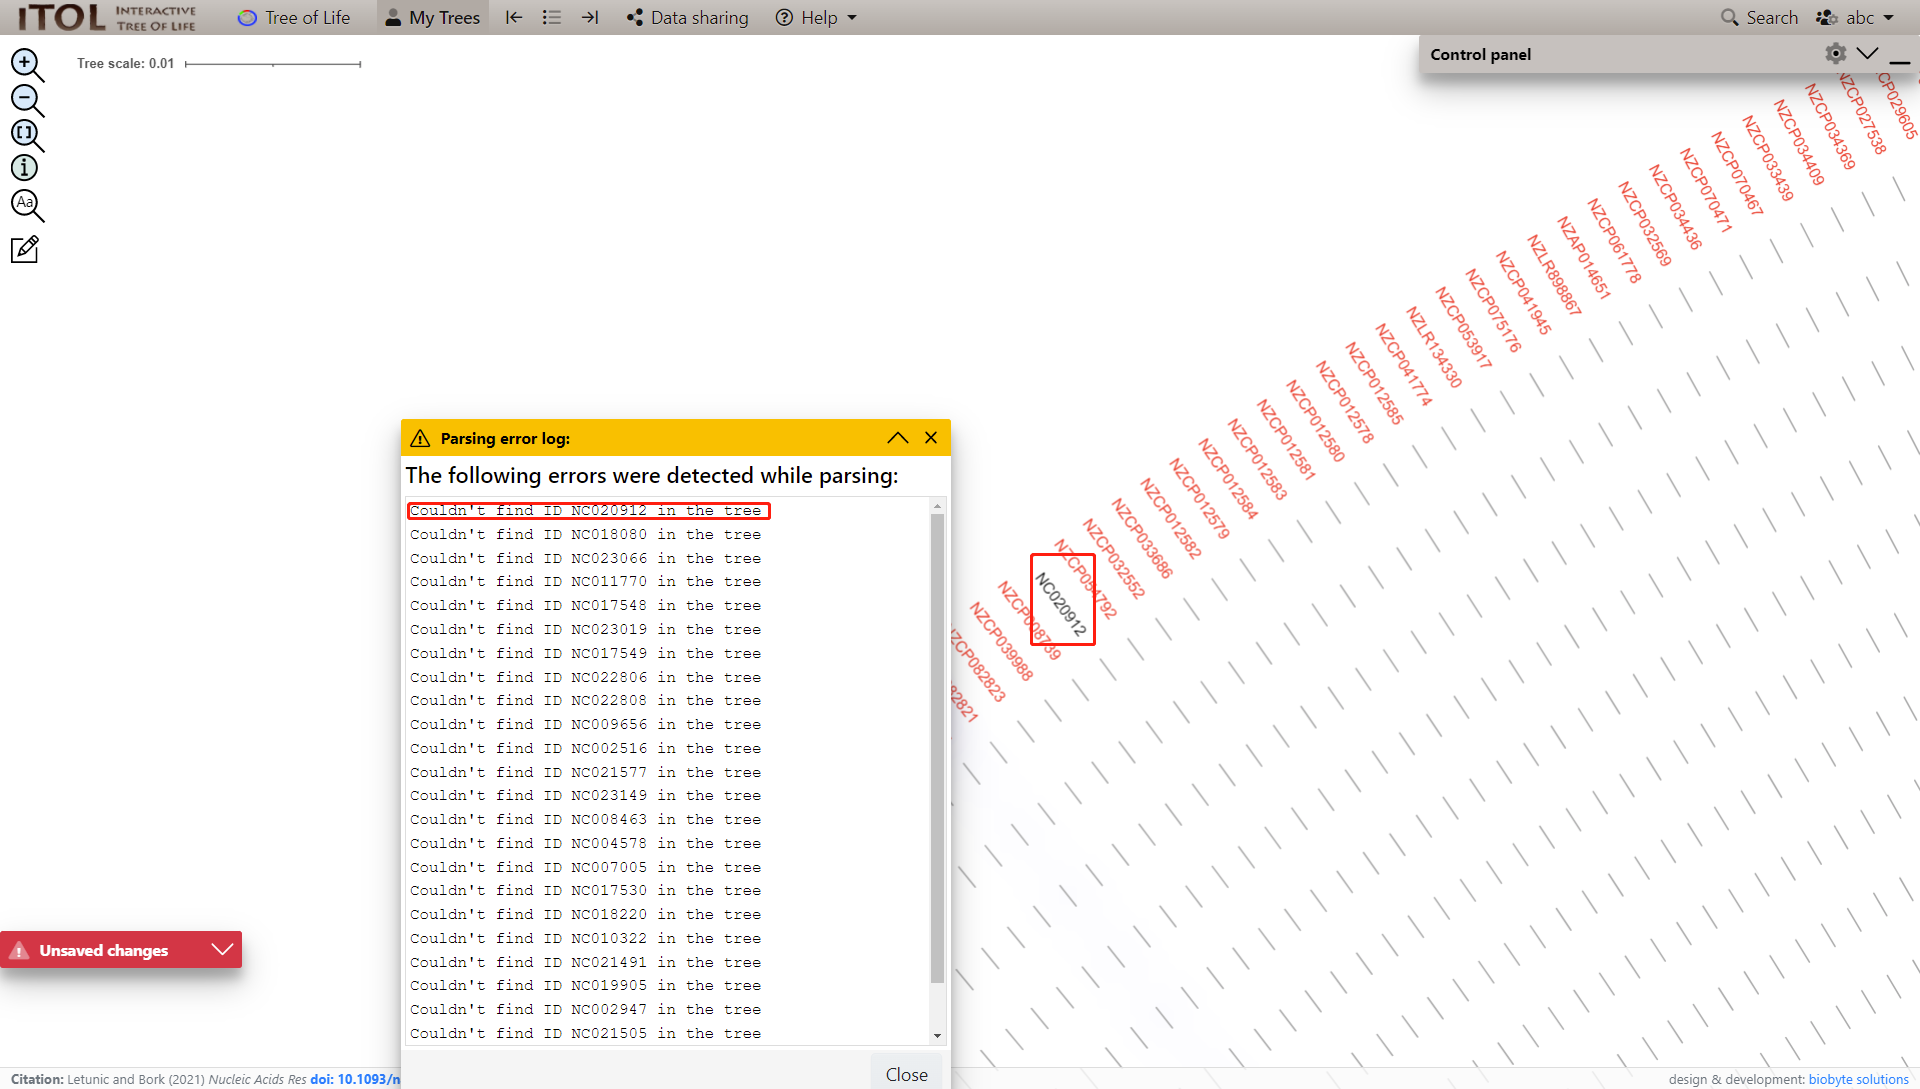 iTOL INTERACTIVE TREE OF LIFE
Tree of Life
My Trees
Data sharing
Help
Search
abc
Tree scale: 0.01
Control panel
NZCP029605
NZCP027538
NZCP034369
NZCP034409
NZCP033439
NZCP070467
NZCP070471
NZCP034436
NZCP032569
NZCP061778
NZAP014651
NZLR898867
NZCP041945
NZCP075176
NZCP053917
NZLR134330
NZCP041774
NZCP012585
NZCP012578
NZCP012580
NZCP012581
NZCP012583
NZCP012584
NZCP012579
NZCP012582
NZCP033686
NZCP032552
NZCP054792
NC020912
NZCP008739
NZCP039988
NZCP082823
82821
Parsing error log:
The following errors were detected while parsing:
Couldn't find ID NC020912 in the tree
Couldn't find ID NC018080 in the tree
Couldn't find ID NC023066 in the tree
Couldn't find ID NC011770 in the tree
Couldn't find ID NC017548 in the tree
Couldn't find ID NC023019 in the tree
Couldn't find ID NC017549 in the tree
Couldn't find ID NC022806 in the tree
Couldn't find ID NC022808 in the tree
Couldn't find ID NC009656 in the tree
Couldn't find ID NC002516 in the tree
Couldn't find ID NC021577 in the tree
Couldn't find ID NC023149 in the tree
Couldn't find ID NC008463 in the tree
Couldn't find ID NC004578 in the tree
Couldn't find ID NC007005 in the tree
Couldn't find ID NC017530 in the tree
Couldn't find ID NC018220 in the tree
Couldn't find ID NC010322 in the tree
Couldn't find ID NC021491 in the tree
Couldn't find ID NC019905 in the tree
Couldn't find ID NC002947 in the tree
Couldn't find ID NC021505 in the tree
Close
Unsaved changes
Citation: Letunic and Bork (2021) Nucleic Acids Res doi: 10.1093/n
design & development: biobyte solutions